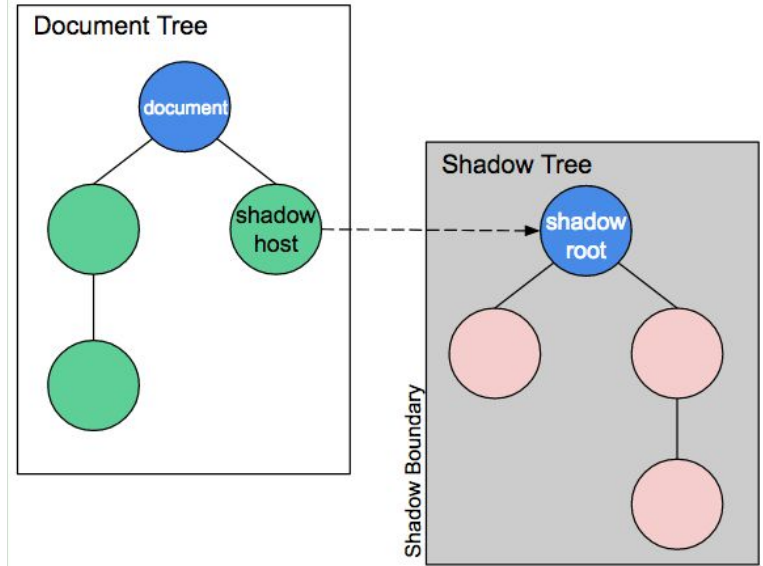 Document Tree
document
shadow
host
Shadow Tree
shadow
root
Shadow Boundary